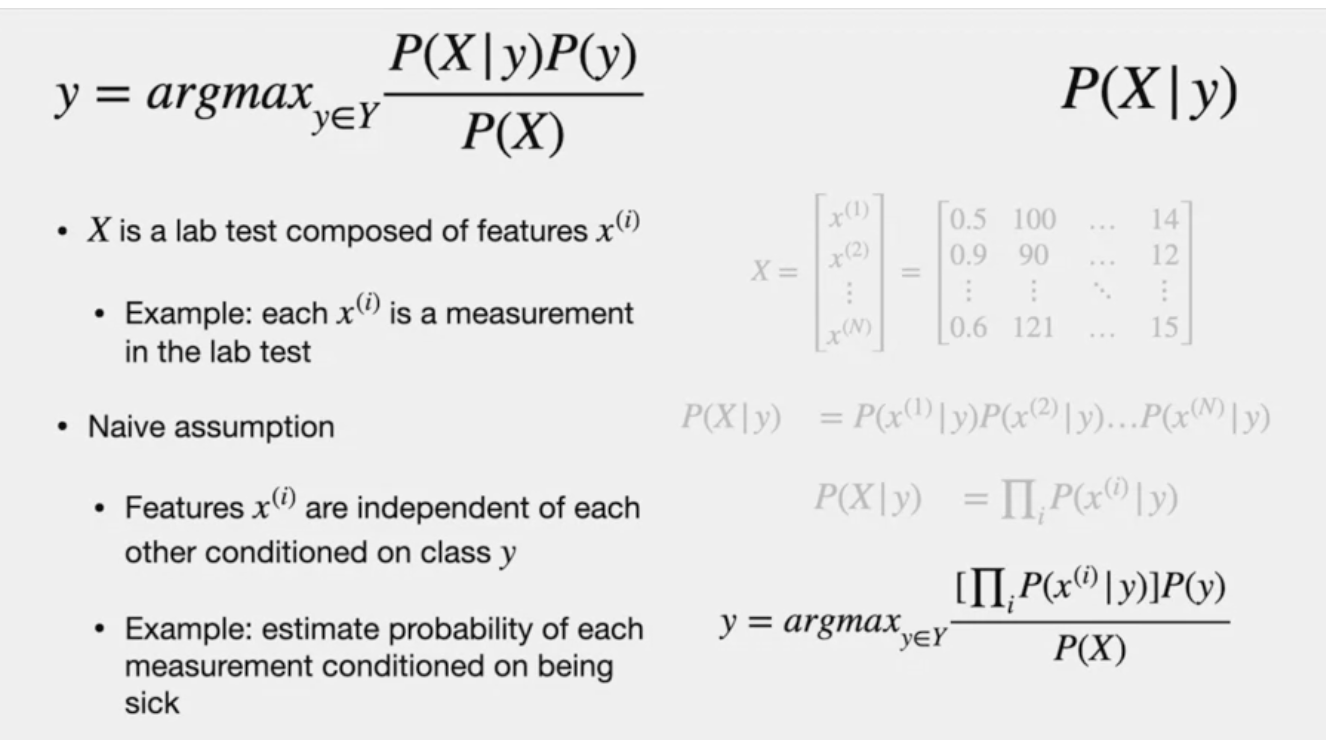 y = argmax_{y∈Y} P(X|y)P(y) / P(X)
• X is a lab test composed of features x^{(i)}
• Example: each x^{(i)} is a measurement
in the lab test
• Naive assumption
• Features x^{(i)} are independent of each
other conditioned on class y
• Example: estimate probability of each
measurement conditioned on being
sick
P(X|y)
X = [x^{(1)} x^{(2)} ⋮ x^{(N)}] = [0.5 100 … 14
0.9 90 … 12
⋮ ⋮ ⋱ ⋮
0.6 121 … 15]
P(X|y) = P(x^{(1)}|y)P(x^{(2)}|y)…P(x^{(N)}|y)
P(X|y) = ∏_i P(x^{(i)}|y)
y = argmax_{y∈Y} [∏_i P(x^{(i)}|y)]P(y) / P(X)